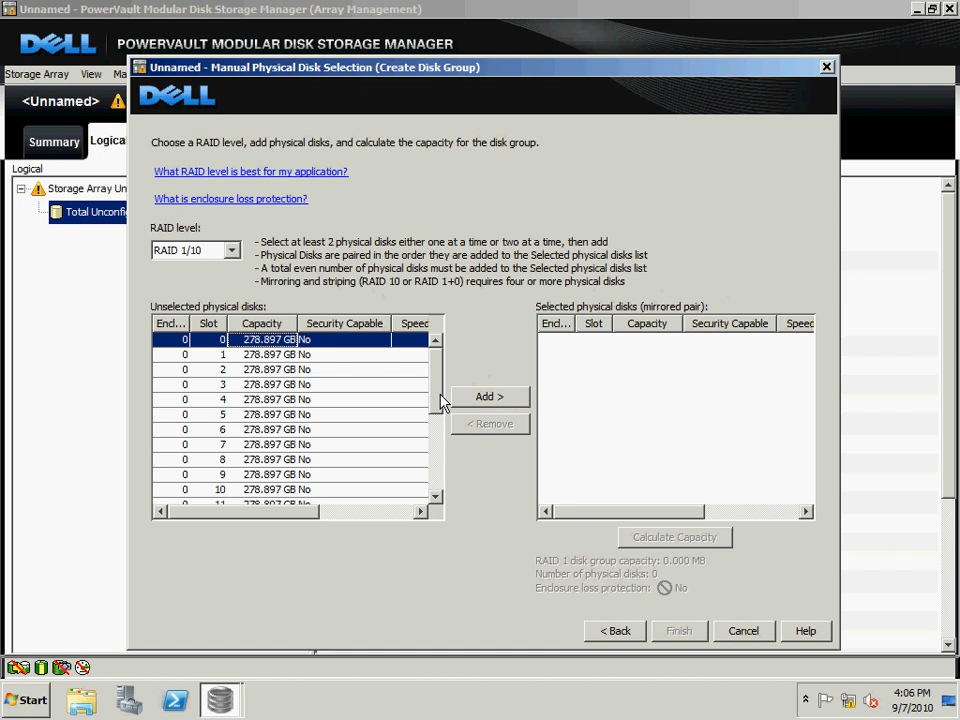 Unnamed - PowerVault Modular Disk Storage Manager (Array Management)
DELL | POWERVAULT MODULAR DISK STORAGE MANAGER
Storage Array View Ma
Unnamed - Manual Physical Disk Selection (Create Disk Group)
<Unnamed>
DELL
Summary Logica
Choose a RAID level, add physical disks, and calculate the capacity for the disk group.
Logical
What RAID level is best for my application?
Storage Array Un
What is enclosure loss protection?
Total Unconfi
RAID level:
RAID 1/10
- Select at least 2 physical disks either one at a time or two at a time, then add
- Physical Disks are paired in the order they are added to the Selected physical disks list
- A total even number of physical disks must be added to the Selected physical disks list
- Mirroring and striping (RAID 10 or RAID 1+0) requires four or more physical disks
Unselected physical disks:
Encl... Slot Capacity Security Capable Speed
0 0 278.897 GB No
0 1 278.897 GB No
0 2 278.897 GB No
0 3 278.897 GB No
0 4 278.897 GB No
0 5 278.897 GB No
0 6 278.897 GB No
0 7 278.897 GB No
0 8 278.897 GB No
0 9 278.897 GB No
0 10 278.897 GB No
0 11 278.897 GB No
Add >
< Remove
Selected physical disks (mirrored pair):
Encl... Slot Capacity Security Capable Speed
Calculate Capacity
RAID 1 disk group capacity: 0.000 MB
Number of physical disks: 0
Enclosure loss protection: No
< Back Finish Cancel Help
Start
4:06 PM
9/7/2010